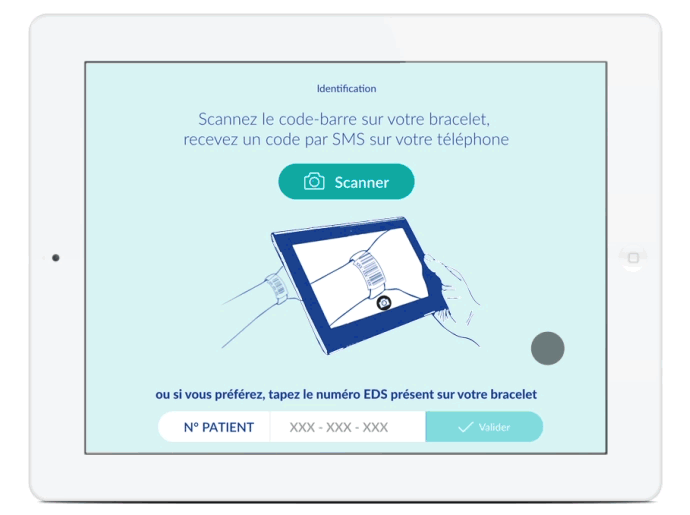 Identification
Scannez le code-barre sur votre bracelet,
recevez un code par SMS sur votre téléphone
Scanner
ou si vous préférez, tapez le numéro EDS présent sur votre bracelet
N° PATIENT XXX - XXX - XXX Valider